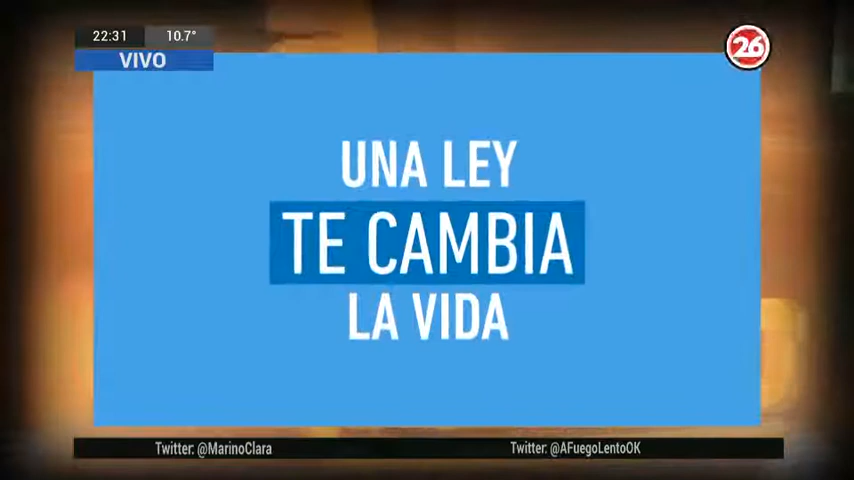 22:31 10.7°
26
VIVO
UNA LEY
TE CAMBIA
LA VIDA
Twitter: @MarinoClara Twitter: @AFuegoLentoOK